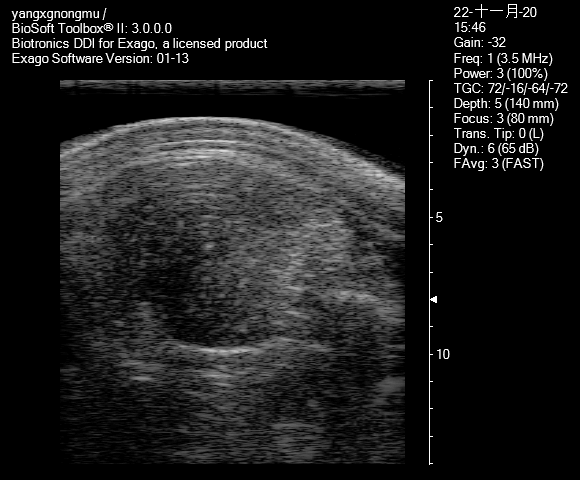 yangxgnongmu /
BioSoft Toolbox® II: 3.0.0.0
Biotronics DDI for Exago, a licensed product
Exago Software Version: 01-13
22-十一月-20
15:46
Gain: -32
Freq: 1 (3.5 MHz)
Power: 3 (100%)
TGC: 72/-16/-64/-72
Depth: 5 (140 mm)
Focus: 3 (80 mm)
Trans. Tip: 0 (L)
Dyn.: 6 (65 dB)
FAvg: 3 (FAST)
5
10